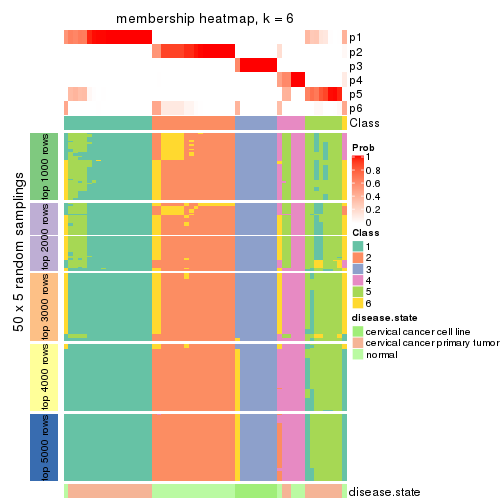 membership heatmap, k = 6
p1
p2
p3
p4
p5
p6
Class
50 x 5 random samplings
top 1000 rows
top 2000 rows
top 3000 rows
top 4000 rows
top 5000 rows
Prob
1
0.8
0.6
0.4
0.2
0
Class
1
2
3
4
5
6
disease.state
cervical cancer cell line
cervical cancer primary tumor
normal
disease.state